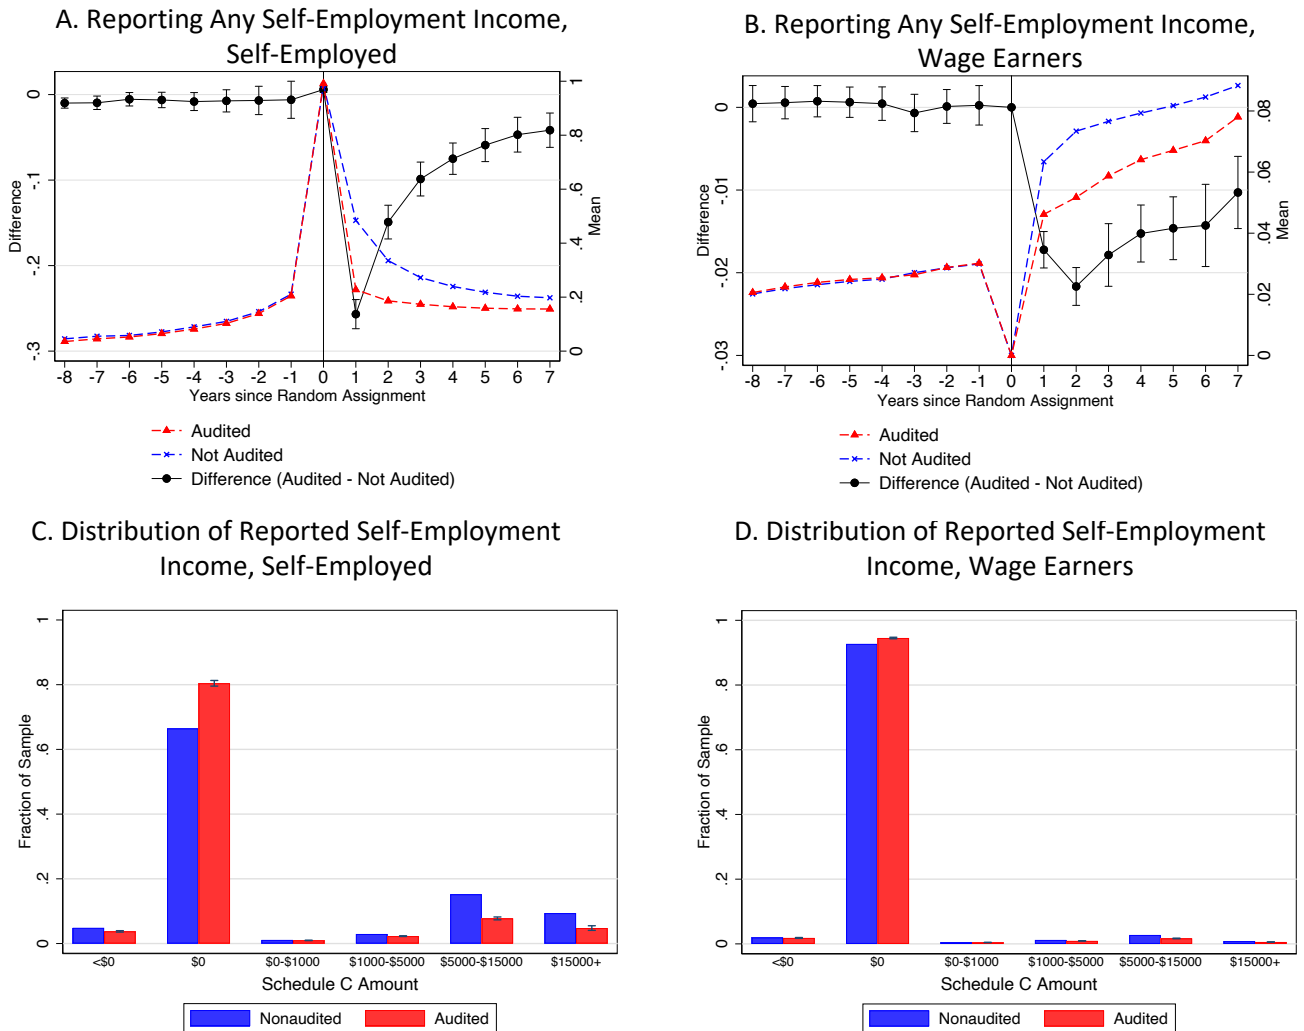 A. Reporting Any Self-Employment Income,
Self-Employed
0
-.1
-.2
-.3
Difference
1
.8
.6
.4
.2
0
Mean
-8 -7 -6 -5 -4 -3 -2 -1 0 1 2 3 4 5 6 7
Years since Random Assignment
Audited
Not Audited
Difference (Audited - Not Audited)
B. Reporting Any Self-Employment Income,
Wage Earners
0
-.01
-.02
-.03
Difference
.08
.06
.04
.02
0
Mean
-8 -7 -6 -5 -4 -3 -2 -1 0 1 2 3 4 5 6 7
Years since Random Assignment
Audited
Not Audited
Difference (Audited - Not Audited)
C. Distribution of Reported Self-Employment
Income, Self-Employed
1
.8
.6
.4
.2
0
Fraction of Sample
<$0 $0 $0-$1000 $1000-$5000 $5000-$15000 $15000+
Schedule C Amount
Nonaudited Audited
D. Distribution of Reported Self-Employment
Income, Wage Earners
1
.8
.6
.4
.2
0
Fraction of Sample
<$0 $0 $0-$1000 $1000-$5000 $5000-$15000 $15000+
Schedule C Amount
Nonaudited Audited